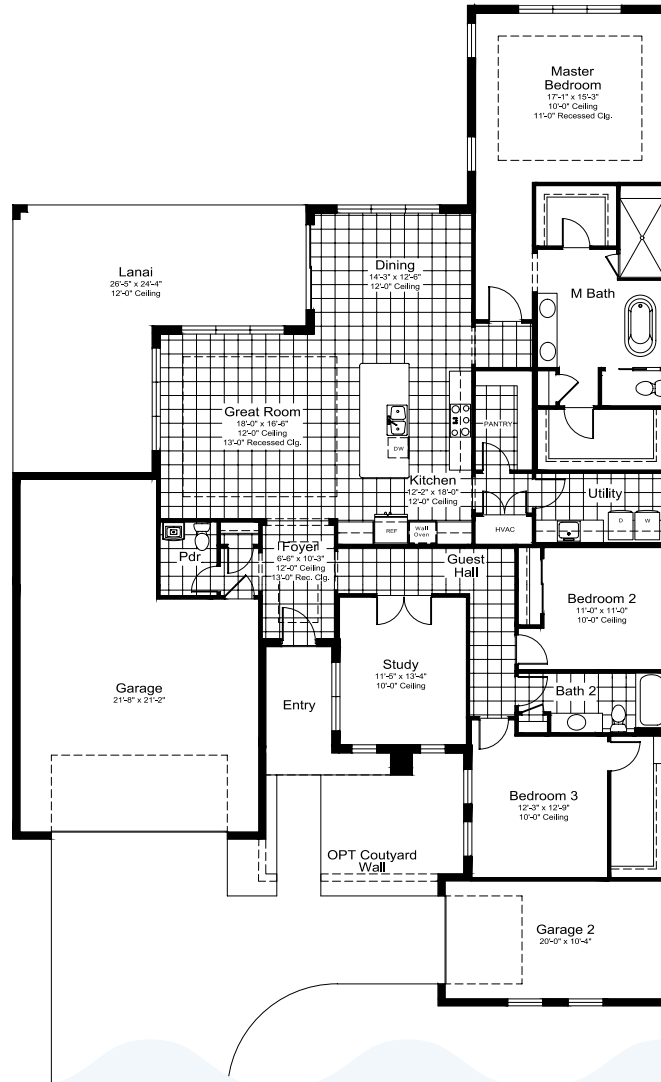 Master
Bedroom
17'-1" x 15'-3"
10'-0" Ceiling
11'-0" Recessed Clg.
Lanai
26'-5" x 24'-4"
12'-0" Ceiling
Dining
14'-3" x 12'-6"
12'-0" Ceiling
M Bath
Great Room
18'-0" x 16'-6"
12'-0" Ceiling
13'-0" Recessed Clg.
PANTRY
DW
Kitchen
12'-2" x 18'-0"
12'-0" Ceiling
Utility
D
W
REF
Wall
Oven
HVAC
Pdr
Foyer
6'-6" x 10'-3"
12'-0" Ceiling
13'-0" Rec. Clg.
Guest
Hall
Bedroom 2
11'-0" x 11'-0"
10'-0" Ceiling
Study
11'-5" x 13'-4"
10'-0" Ceiling
Garage
21'-8" x 21'-2"
Entry
Bath 2
Bedroom 3
12'-3" x 12'-9"
10'-0" Ceiling
OPT Coutyard
Wall
Garage 2
20'-0" x 10'-4"